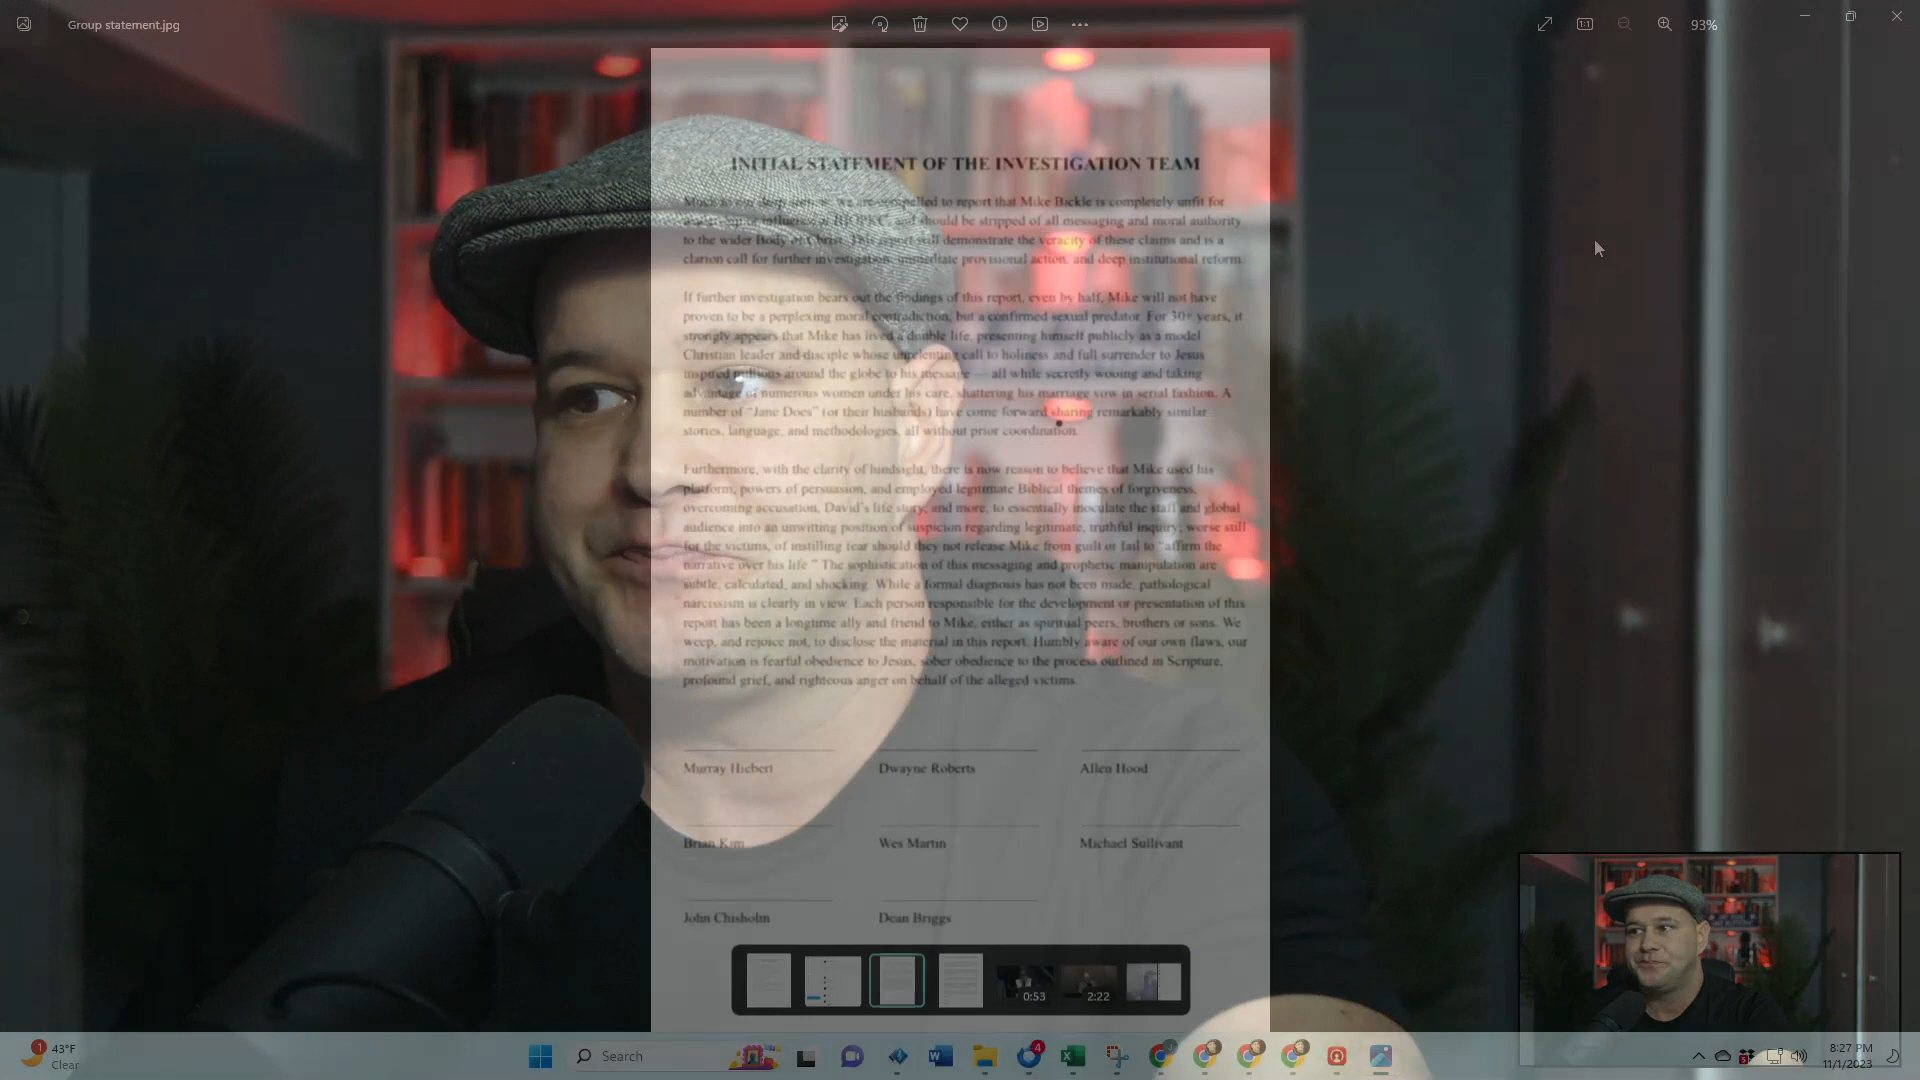 Group statement.jpg
93%
INITIAL STATEMENT OF THE INVESTIGATION TEAM
Much to our deep sorrow, we are compelled to report that Mike Bickle is completely unfit for
influence at IHOPKC, and should be stripped of all messaging and moral authority
to the wider Body of Christ. This report will demonstrate the veracity of these claims and is a
clarion call for further investigation, immediate provisional action, and deep institutional reform.
If further investigation bears out the findings of this report, even by half, Mike will not have
proven to be a perplexing moral contradiction, but a confirmed sexual predator. For 30+ years, it
strongly appears that Mike has lived a double life, presenting himself publicly as a model
Christian leader and disciple whose unrelenting call to holiness and full surrender to Jesus
inspired millions around the globe to his message — all while secretly wooing and taking
advantage of numerous women under his care, shattering his marriage vow in serial fashion. A
number of “Jane Does” (or their husbands) have come forward sharing remarkably similar
stories, language, and methodologies, all without prior coordination.
Furthermore, with the clarity of hindsight, there is now reason to believe that Mike used his
platform, powers of persuasion, and employed legitimate Biblical themes of forgiveness,
overcoming accusation, David’s life story, and more, to essentially inoculate the staff and global
audience into an unwitting position of suspicion regarding legitimate, truthful inquiry; worse still
for the victims, of instilling fear should they not release Mike from guilt or fail to “affirm the
narrative over his life.” The sophistication of this messaging and prophetic manipulation are
subtle, calculated, and shocking. While a formal diagnosis has not been made, pathological
narcissism is clearly in view. Each person responsible for the development or presentation of this
report has been a longtime ally and friend to Mike, either as spiritual peers, brothers or sons. We
weep, and rejoice not, to disclose the material in this report. Humbly aware of our own flaws, our
motivation is fearful obedience to Jesus, sober obedience to the process outlined in Scripture,
profound grief, and righteous anger on behalf of the alleged victims.
Murray Hiebert Dwayne Roberts Allen Hood
Brian Kim Wes Martin Michael Sullivant
John Chisholm Dean Briggs
0:53 2:22
1 43°F
Clear
Search
4
8:27 PM
11/1/2023